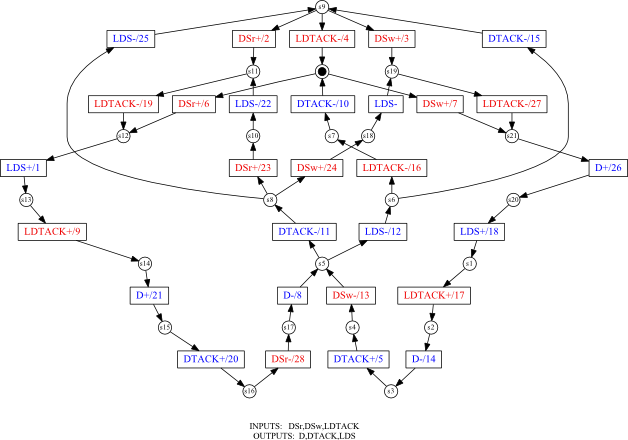 s9
LDS-/25 DSr+/2 LDTACK-/4 DSw+/3 DTACK-/15
s11 s19
LDTACK-/19 DSr+/6 LDS-/22 DTACK-/10 LDS- DSw+/7 LDTACK-/27
s12 s10 s7 s18 s21
LDS+/1 DSr+/23 DSw+/24 LDTACK-/16 D+/26
s13 s8 s6 s20
LDTACK+/9 DTACK-/11 LDS-/12 LDS+/18
s14 s5 s1
D+/21 D-/8 DSw-/13 LDTACK+/17
s15 s17 s4 s2
DTACK+/20 DSr-/28 DTACK+/5 D-/14
s16 s3
INPUTS: DSr,DSw,LDTACK
OUTPUTS: D,DTACK,LDS